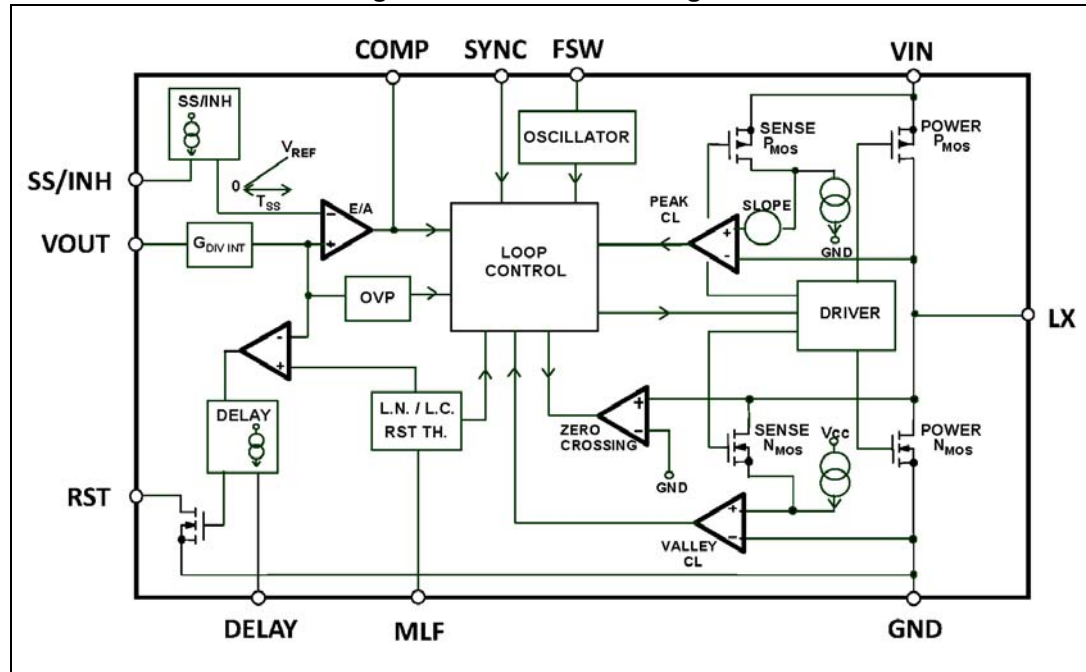 COMP SYNC FSW VIN
SS/INH
OSCILLATOR
SENSE
PMOS
POWER
PMOS
VREF
0
TSS
SS/INH
E/A
PEAK
CL
+
-
SLOPE
GND
-
+
VOUT
GDIV INT
LOOP
CONTROL
OVP
DRIVER
LX
-
+
L.N. / L.C.
RST TH.
DELAY
ZERO
CROSSING
+
-
GND
SENSE
NMOS
VCC
POWER
NMOS
RST
VALLEY
CL
+
-
DELAY MLF GND